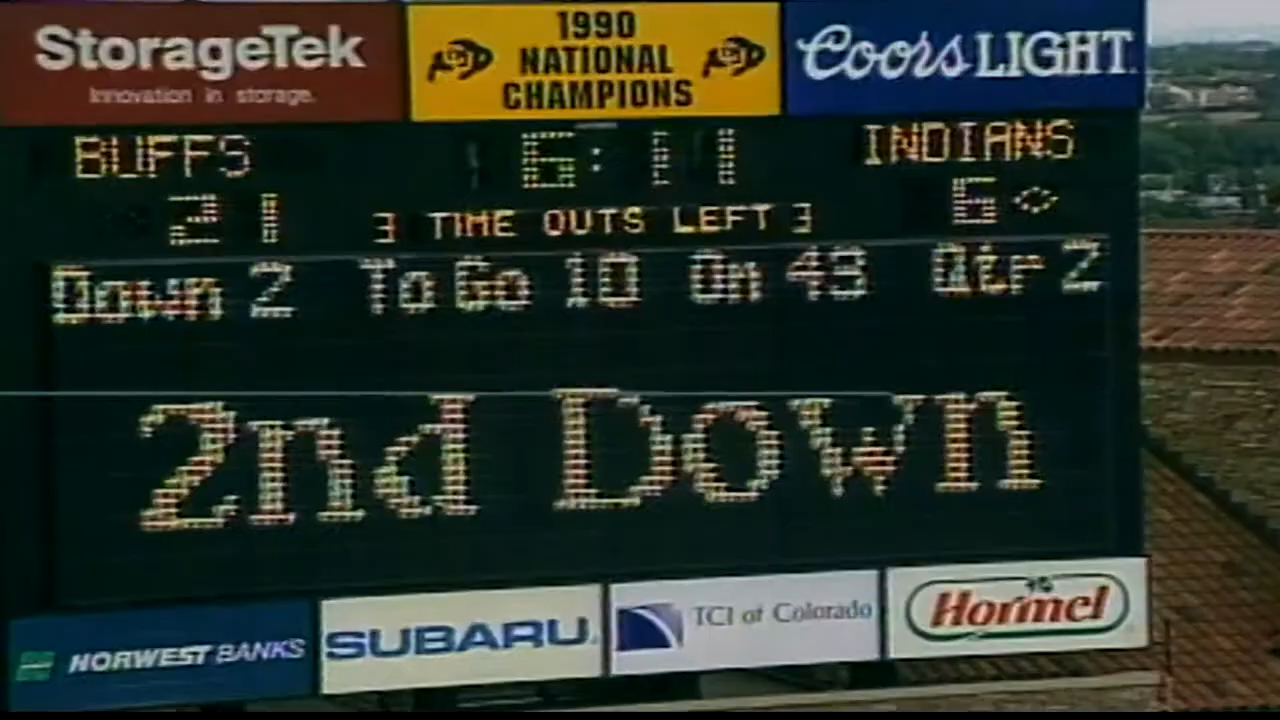 StorageTek
Innovation in storage.
1990
NATIONAL
CHAMPIONS
Coors LIGHT
BUFFS 6:11 INDIANS
21 3 TIME OUTS LEFT 3 6
Down 2 To Go 10 On 43 Qtr 2
2nd Down
NORWEST BANKS
SUBARU
TCI of Colorado
Hormel